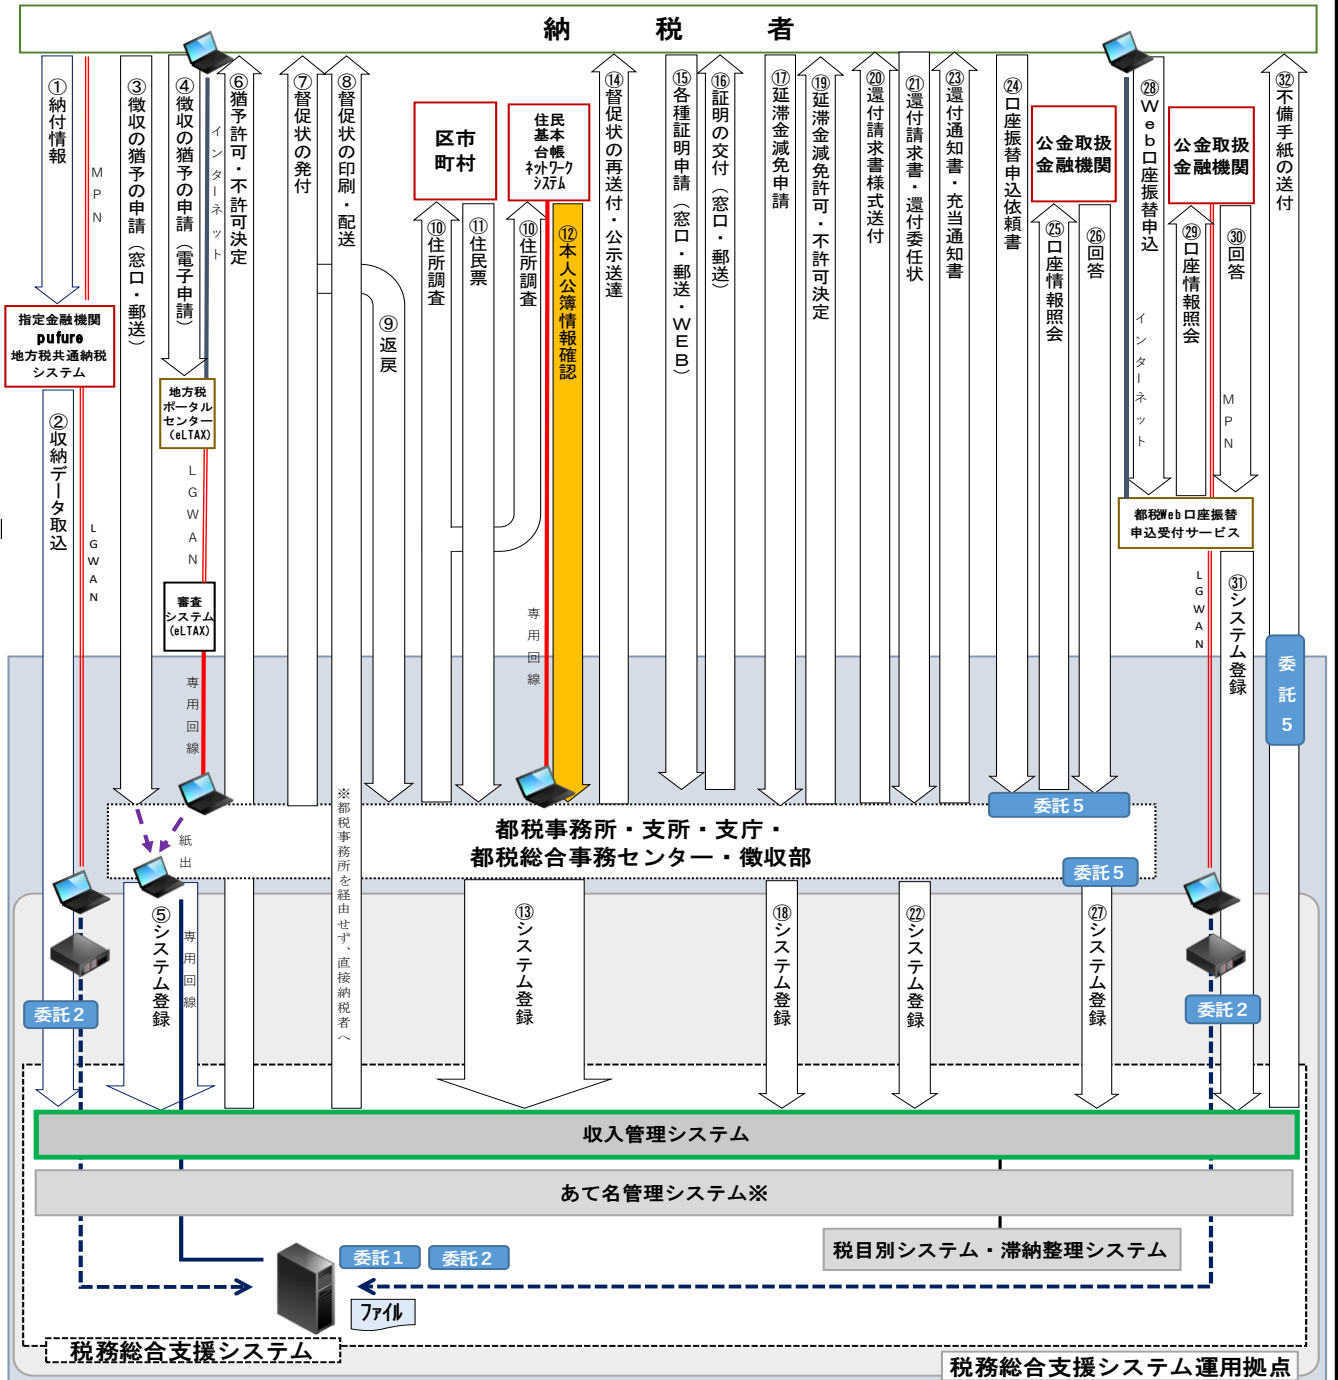 納　税　者
①納付情報
MPN
③徴収の猶予の申請（窓口・郵送）
④徴収の猶予の申請（電子申請）
インターネット
⑥猶予許可・不許可決定
⑦督促状の発付
⑧督促状の印刷・配送
⑨返戻
区市
町村
⑩住所調査
⑪住民票
住民
基本
台帳
ネットワーク
システム
⑩住所調査
⑫本人公簿情報確認
専用回線
⑭督促状の再送付・公示送達
⑮各種証明申請（窓口・郵送・WEB）
⑯証明の交付（窓口・郵送）
⑰延滞金減免申請
⑲延滞金減免許可・不許可決定
⑳還付請求書様式送付
㉑還付請求書・還付委任状
㉓還付通知書・充当通知書
㉔口座振替申込依頼書
公金取扱
金融機関
㉕口座情報照会
㉖回答
㉘Web口座振替申込
インターネット
公金取扱
金融機関
㉙口座情報照会
㉚回答
MPN
㉜不備手紙の送付
指定金融機関
pufure
地方税共通納税
システム
②収納データ取込
LGWAN
地方税
ポータル
センター
（eLTAX）
LGWAN
審査
システム
（eLTAX）
専用回線
都税Web口座振替
申込受付サービス
LGWAN
㉛システム登録
委託５
※都税事務所を経由せず、直接納税者へ
紙出
都税事務所・支所・支庁・
都税総合事務センター・徴収部
委託５
委託５
⑤システム登録
専用回線
⑬システム登録
⑱システム登録
㉒システム登録
㉗システム登録
委託２
委託２
収入管理システム
あて名管理システム※
税目別システム・滞納整理システム
委託１
委託２
ファイル
税務総合支援システム
税務総合支援システム運用拠点